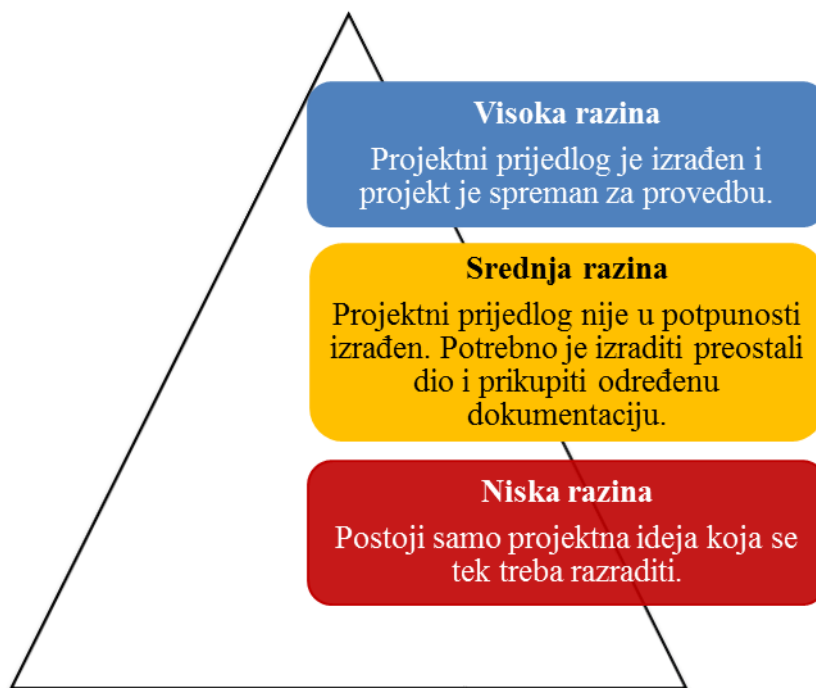 Visoka razina
Projektni prijedlog je izrađen i
projekt je spreman za provedbu.
Srednja razina
Projektni prijedlog nije u potpunosti
izrađen. Potrebno je izraditi preostali
dio i prikupiti određenu
dokumentaciju.
Niska razina
Postoji samo projektna ideja koja se
tek treba razraditi.